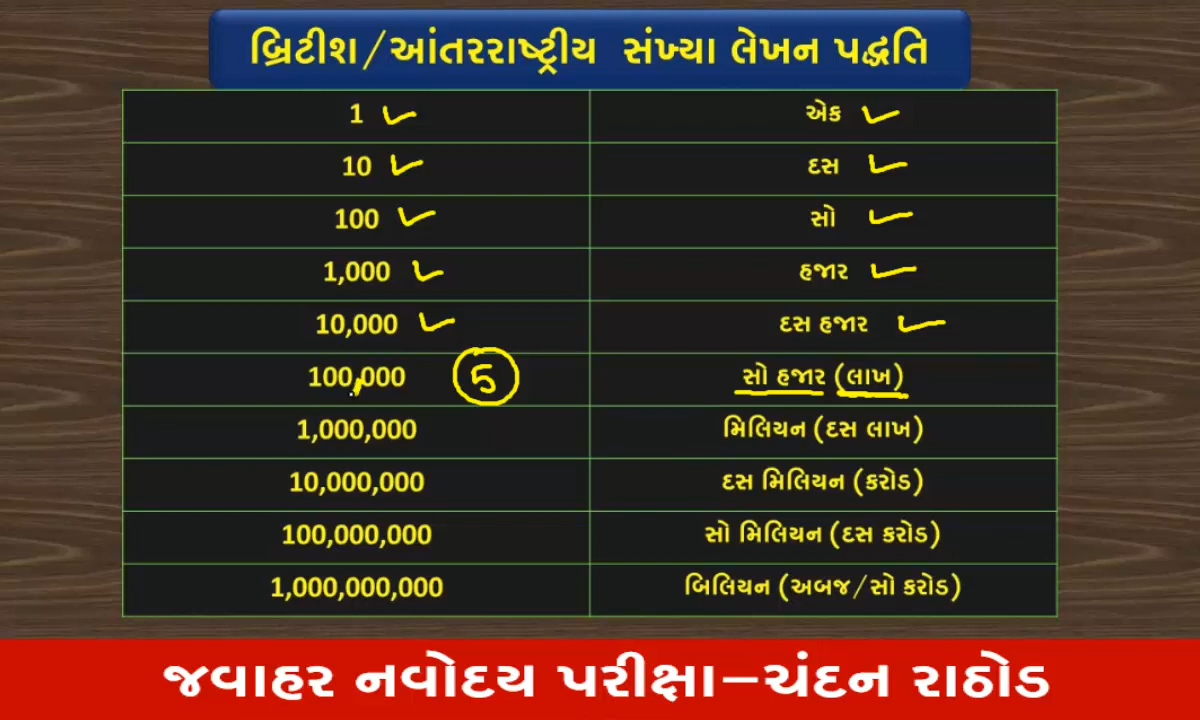 બ્રિટીશ/આંતરરાષ્ટ્રીય સંખ્યા લેખન પદ્ધતિ
1 એક
10 દસ
100 સો
1,000 હજાર
10,000 દસ હજાર
100,000 5 સો હજાર (લાખ)
1,000,000 મિલિયન (દસ લાખ)
10,000,000 દસ મિલિયન (કરોડ)
100,000,000 સો મિલિયન (દસ કરોડ)
1,000,000,000 બિલિયન (અબજ/સો કરોડ)
જવાહર નવોદય પરીક્ષા–ચંદન રાઠોડ